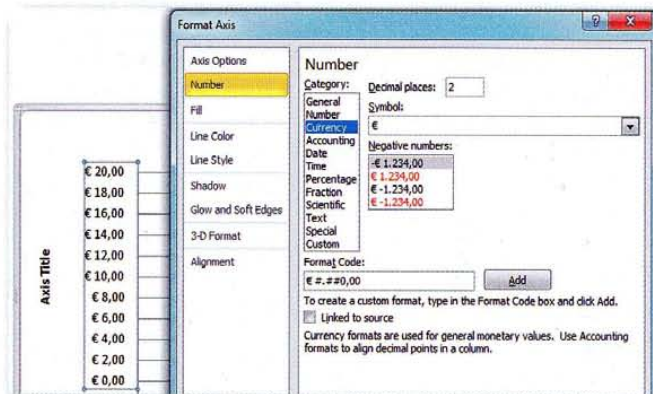 Format Axis
Axis Options
Number
Fill
Line Color
Line Style
Shadow
Glow and Soft Edges
3-D Format
Alignment
Number
Category:
General
Number
Currency
Accounting
Date
Time
Percentage
Fraction
Scientific
Text
Special
Custom
Decimal places: 2
Symbol:
€
Negative numbers:
-€ 1.234,00
€ 1.234,00
€ -1.234,00
€ -1.234,00
Format Code:
€ #.##0,00
Add
To create a custom format, type in the Format Code box and click Add.
Linked to source
Currency formats are used for general monetary values. Use Accounting
formats to align decimal points in a column.
Axis Title
€ 20,00
€ 18,00
€ 16,00
€ 14,00
€ 12,00
€ 10,00
€ 8,00
€ 6,00
€ 4,00
€ 2,00
€ 0,00